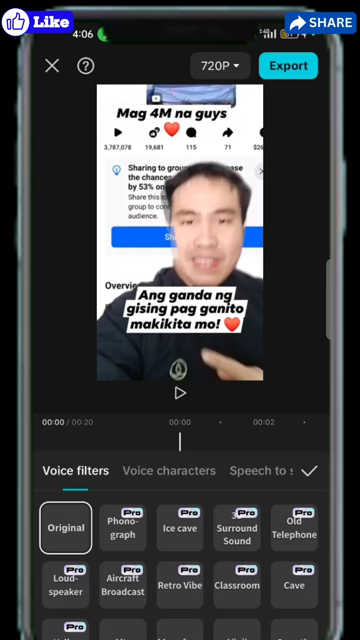 Like
SHARE
4:06
720P
Export
Mag 4M na guys
3,787,078
19,681
115
71
Sharing to
the chances
by 53% on
Share this
group to
audience.
Ang ganda ng
gising pag ganito
makikita mo!
00:00 / 00:20
00:00
00:02
Voice filters
Voice characters
Speech to
Original
Pro
Phono-
graph
Pro
Ice cave
Pro
Surround
Sound
Pro
Old
Telephone
Pro
Loud-
speaker
Pro
Aircraft
Broadcast
Pro
Retro Vibe
Pro
Classroom
Pro
Cave
Pro
Pro